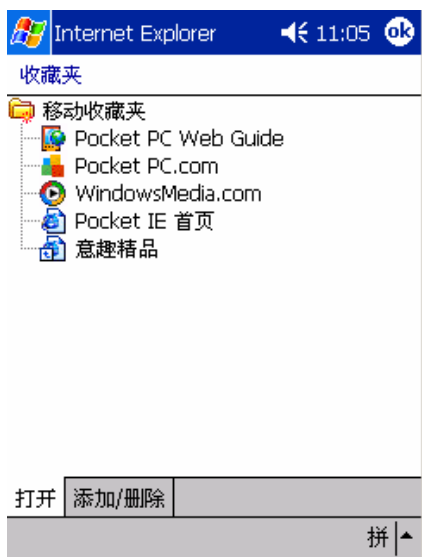 Internet Explorer 11:05 ok
收藏夹
移动收藏夹
Pocket PC Web Guide
Pocket PC.com
WindowsMedia.com
Pocket IE 首页
意趣精品
打开 添加/删除
拼